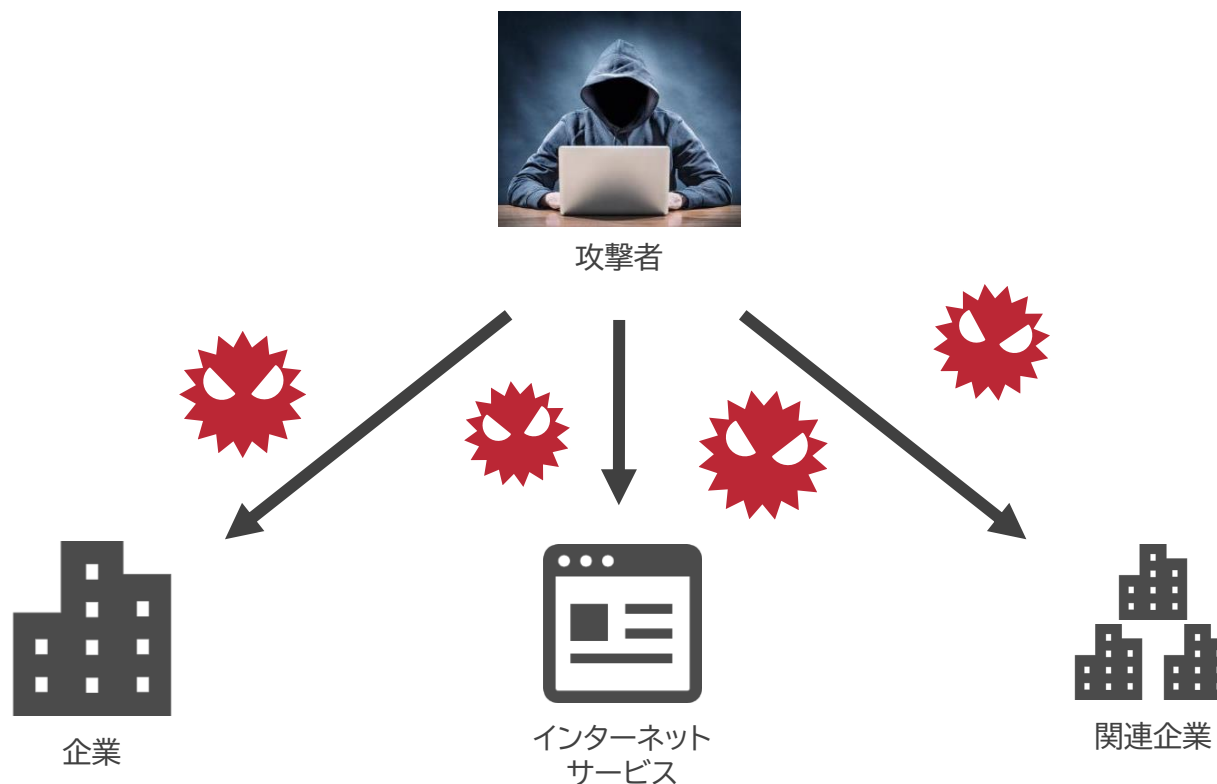 攻撃者
企業
インターネット
サービス
関連企業